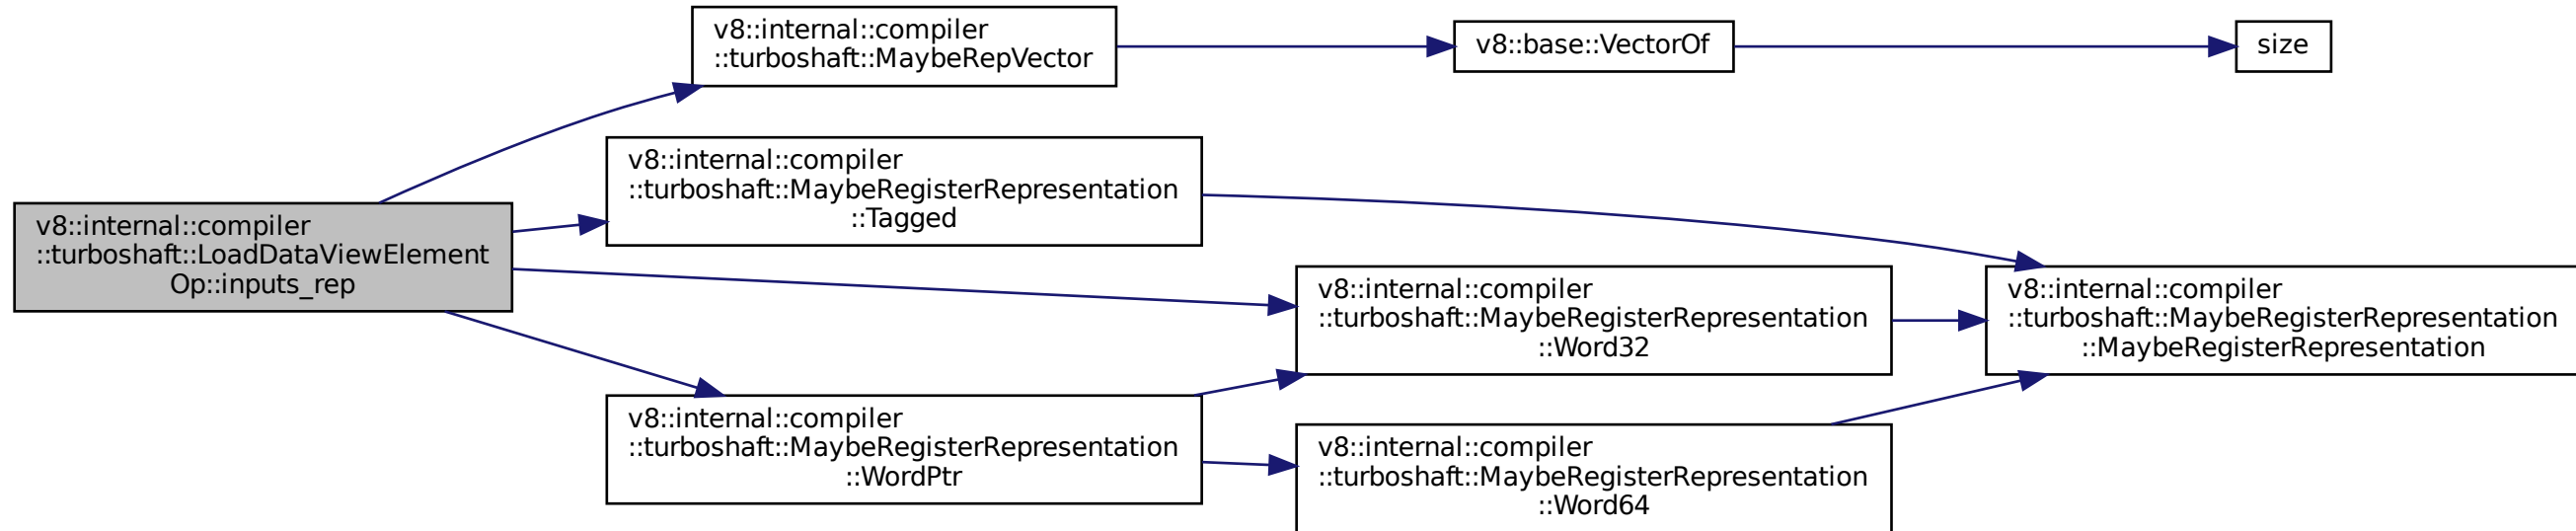 v8::internal::compiler
::turboshaft::MaybeRepVector
v8::base::VectorOf
size
v8::internal::compiler
::turboshaft::MaybeRegisterRepresentation
::Tagged
v8::internal::compiler
::turboshaft::LoadDataViewElement
Op::inputs_rep
v8::internal::compiler
::turboshaft::MaybeRegisterRepresentation
::Word32
v8::internal::compiler
::turboshaft::MaybeRegisterRepresentation
::MaybeRegisterRepresentation
v8::internal::compiler
::turboshaft::MaybeRegisterRepresentation
::WordPtr
v8::internal::compiler
::turboshaft::MaybeRegisterRepresentation
::Word64